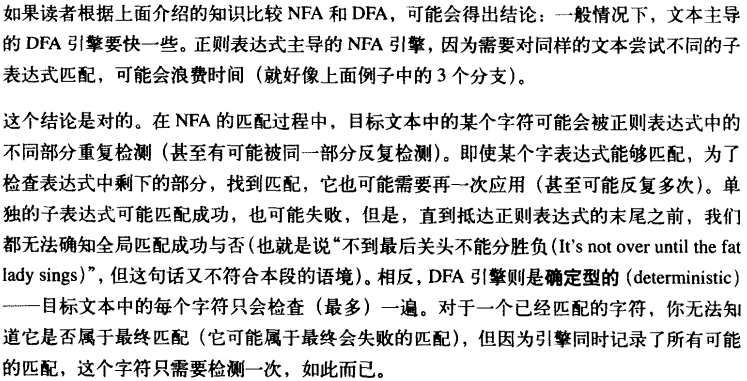 如果读者根据上面介绍的知识比较 NFA 和 DFA，可能会得出结论：一般情况下，文本主导
的 DFA 引擎要快一些。正则表达式主导的 NFA 引擎，因为需要对同样的文本尝试不同的子
表达式匹配，可能会浪费时间（就好像上面例子中的 3 个分支）。
这个结论是对的。在 NFA 的匹配过程中，目标文本中的某个字符可能会被正则表达式中的
不同部分重复检测（甚至有可能被同一部分反复检测）。即使某个字表达式能够匹配，为了
检查表达式中剩下的部分，找到匹配，它也可能需要再一次应用（甚至可能反复多次）。单
独的子表达式可能匹配成功，也可能失败，但是，直到抵达正则表达式的末尾之前，我们
都无法确知全局匹配成功与否（也就是说“不到最后关头不能分胜负（It's not over until the fat
lady sings）”，但这句话又不符合本段的语境）。相反，DFA 引擎则是确定型的（deterministic）
——目标文本中的每个字符只会检查（最多）一遍。对于一个已经匹配的字符，你无法知
道它是否属于最终匹配（它可能属于最终会失败的匹配），但因为引擎同时记录了所有可能
的匹配，这个字符只需要检测一次，如此而已。